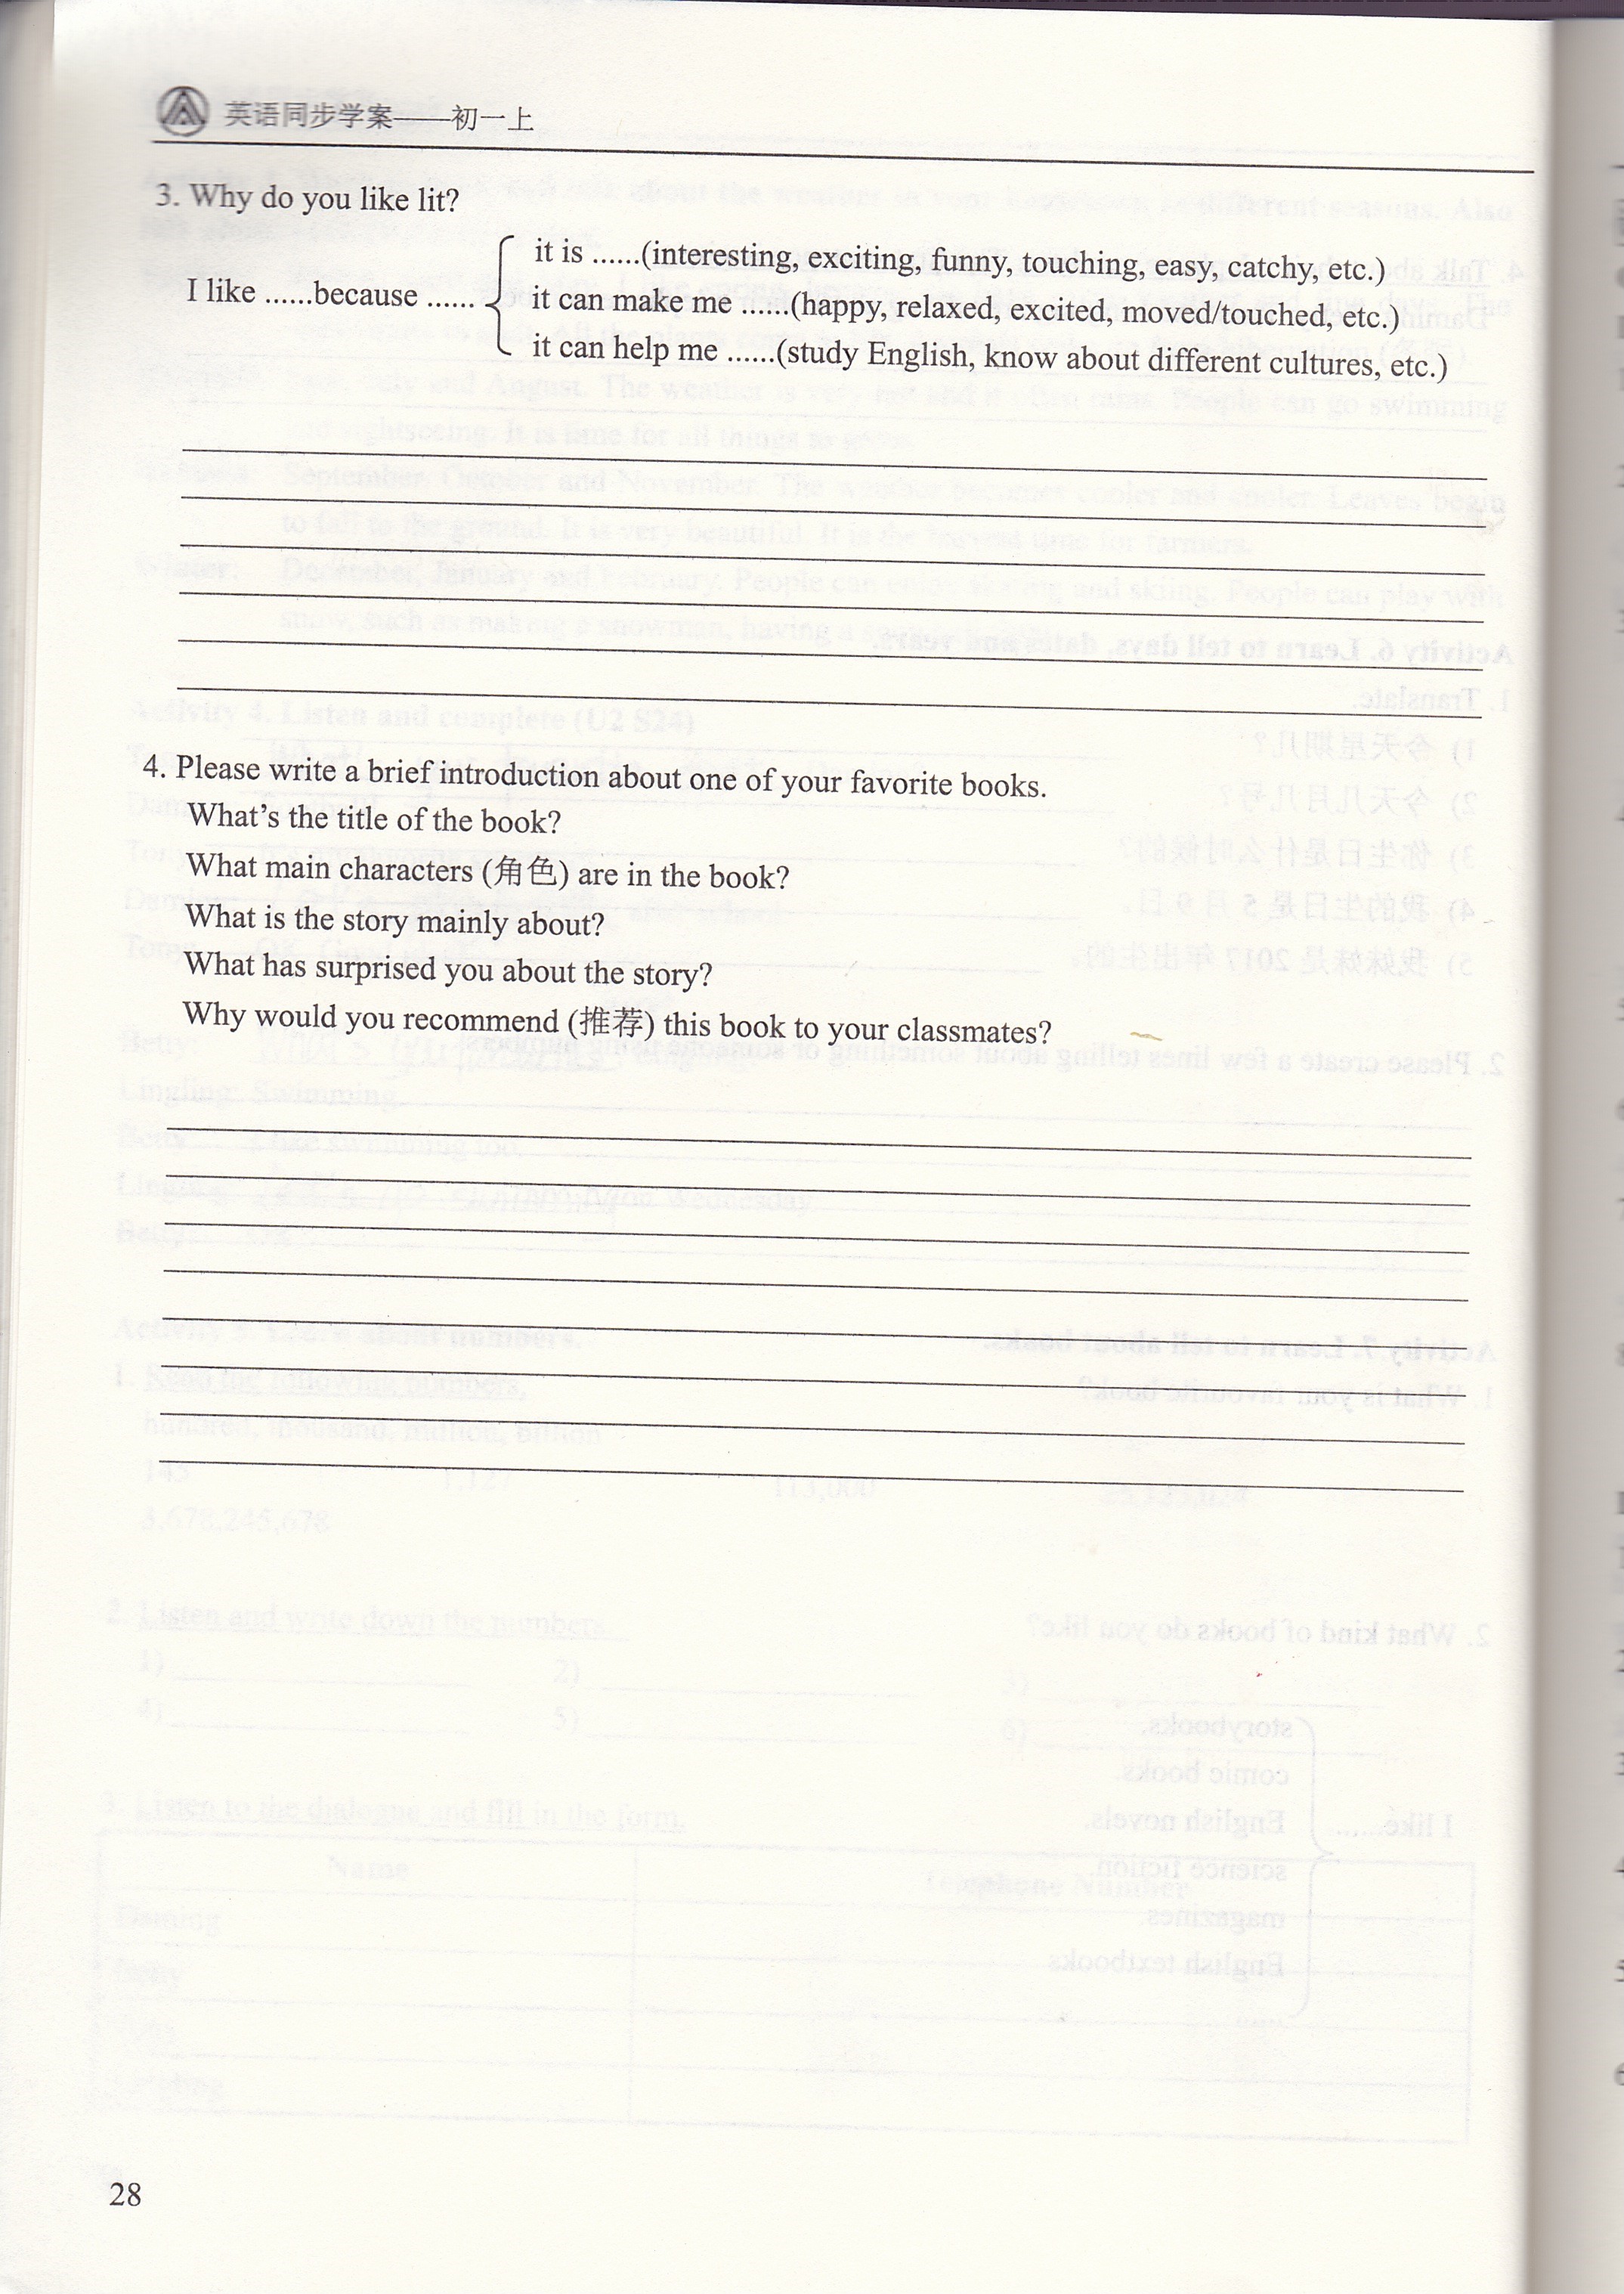 英语同步学案——初一上
3. Why do you like lit?
I like ......because ......
it is ......(interesting, exciting, funny, touching, easy, catchy, etc.)
it can make me ......(happy, relaxed, excited, moved/touched, etc.)
it can help me ......(study English, know about different cultures, etc.)
4. Please write a brief introduction about one of your favorite books.
What's the title of the book?
What main characters (角色) are in the book?
What is the story mainly about?
What has surprised you about the story?
Why would you recommend (推荐) this book to your classmates?
28